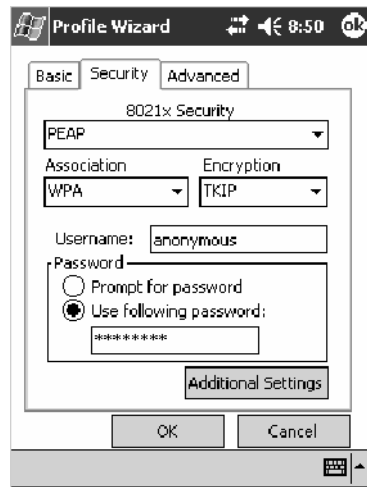 Profile Wizard 8:50 ok
Basic Security Advanced
8021x Security
PEAP
Association Encryption
WPA TKIP
Username: anonymous
Password
Prompt for password
Use following password:
********
Additional Settings
OK Cancel